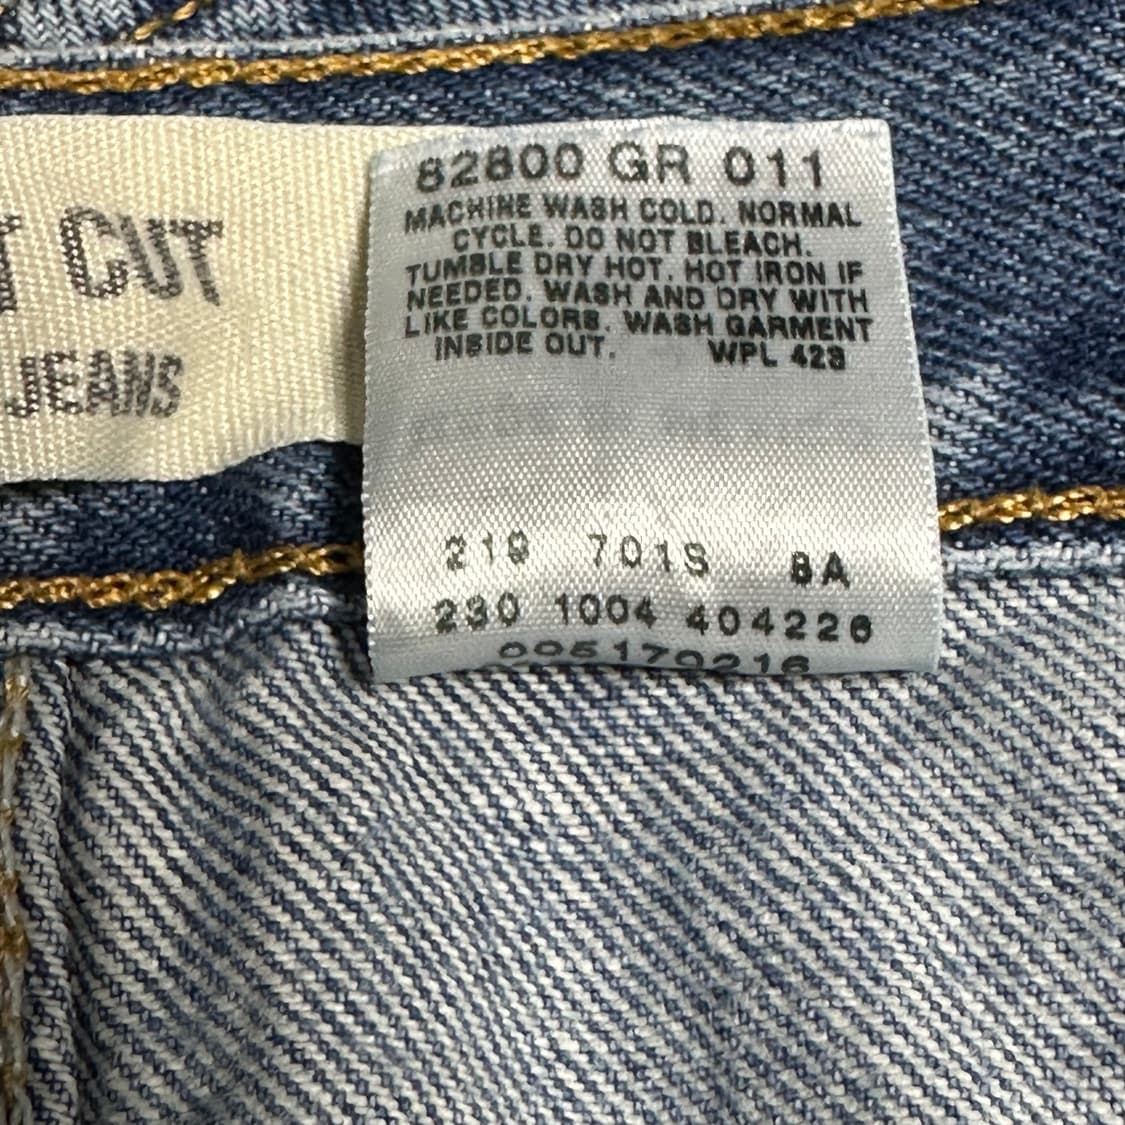 CUT
JEANS
82800 GR 011
MACHINE WASH COLD. NORMAL
CYCLE. DO NOT BLEACH.
TUMBLE DRY HOT. HOT IRON IF
NEEDED. WASH AND DRY WITH
LIKE COLORS. WASH GARMENT
INSIDE OUT. WPL 423
219 701S 8A
230 1004 404226
005170216